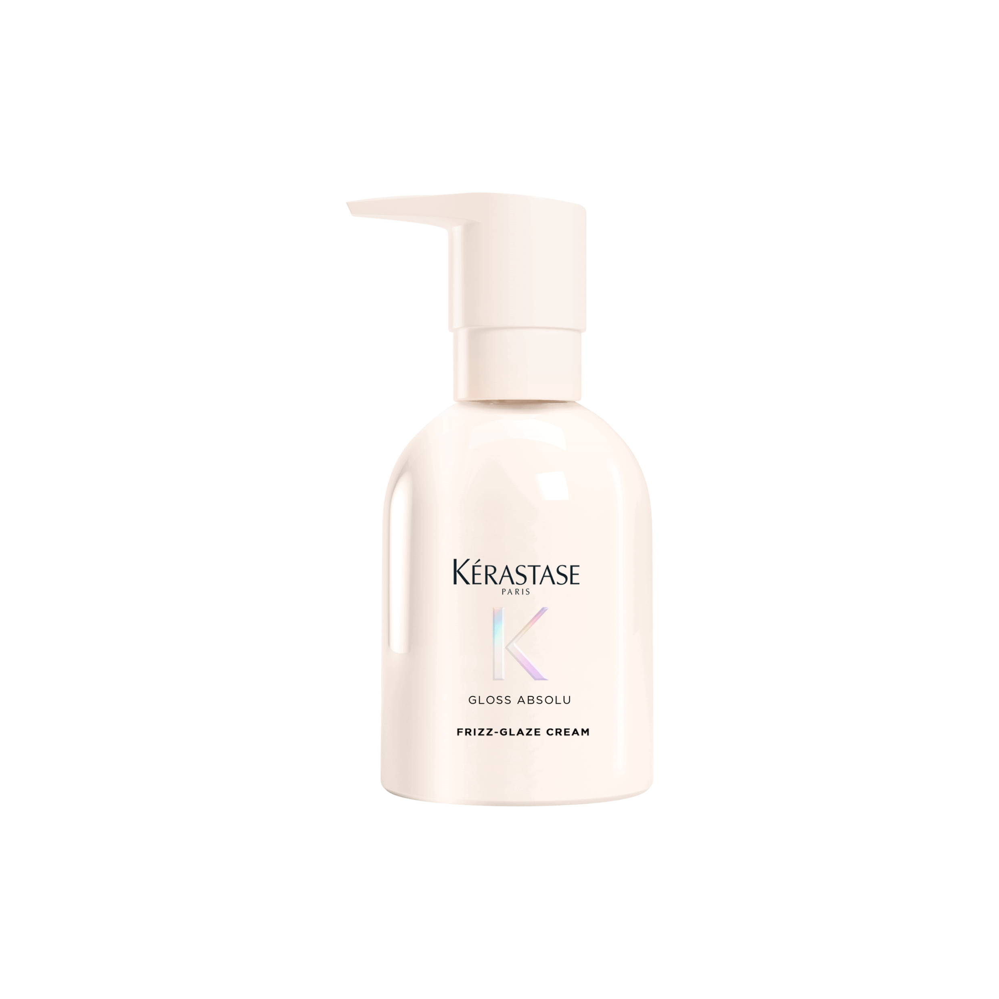 KÉRASTASE
PARIS
K
GLOSS ABSOLU
FRIZZ-GLAZE CREAM